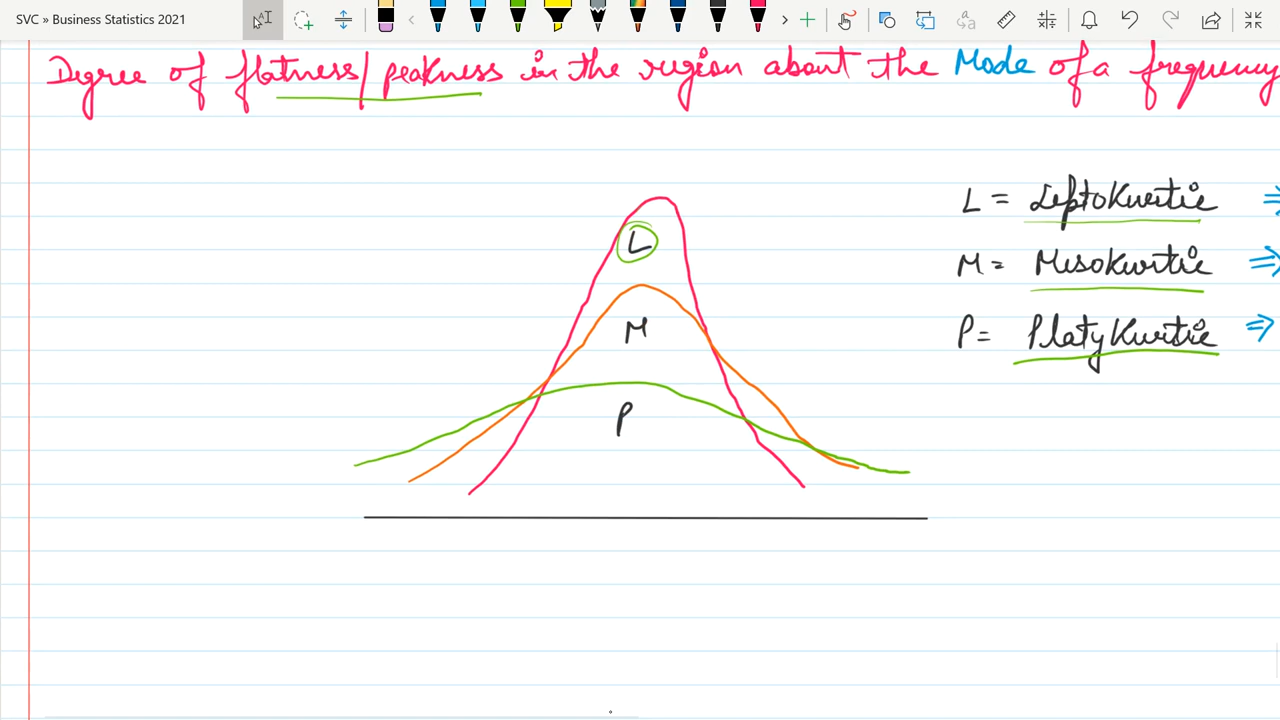 SVC » Business Statistics 2021
Degree of flatness/peakness in the region about the Mode of a frequency
L = Leptokurtic ⇒
M = Mesokurtic ⇒
P = Platykurtic ⇒
L
M
P